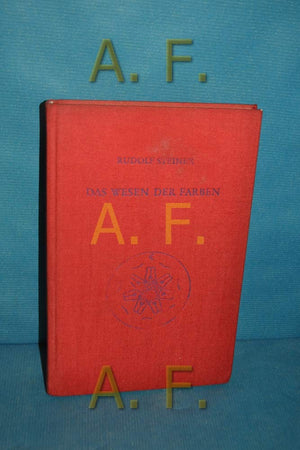 A. F.
RUDOLF STEINER
DAS WESEN DER FARBEN
A. F.
A. F.